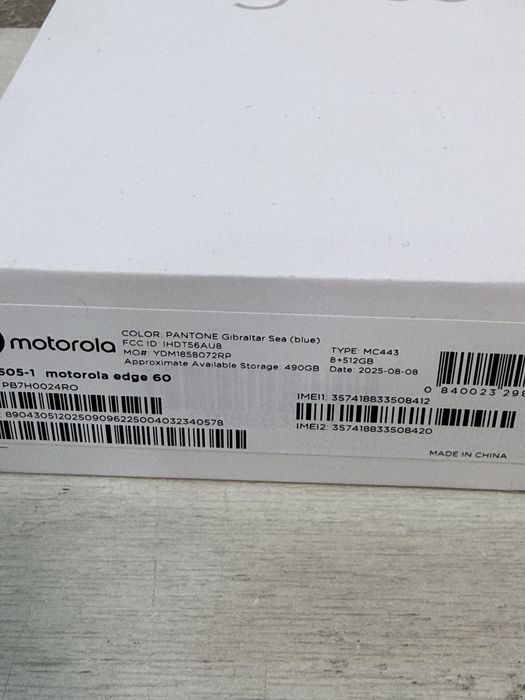 motorola
COLOR: PANTONE Gibraltar Sea (blue)
FCC ID: IHDT56AU8
MO#: YDM1858072RP
Approximate Available Storage: 490GB
TYPE: MC443
8+512GB
Date: 2025-08-08
505-1 motorola edge 60
PB7H0024RO
89043051202509096225004032340578
IMEI1: 357418833508412
IMEI2: 357418833508420
0 840023 298
MADE IN CHINA